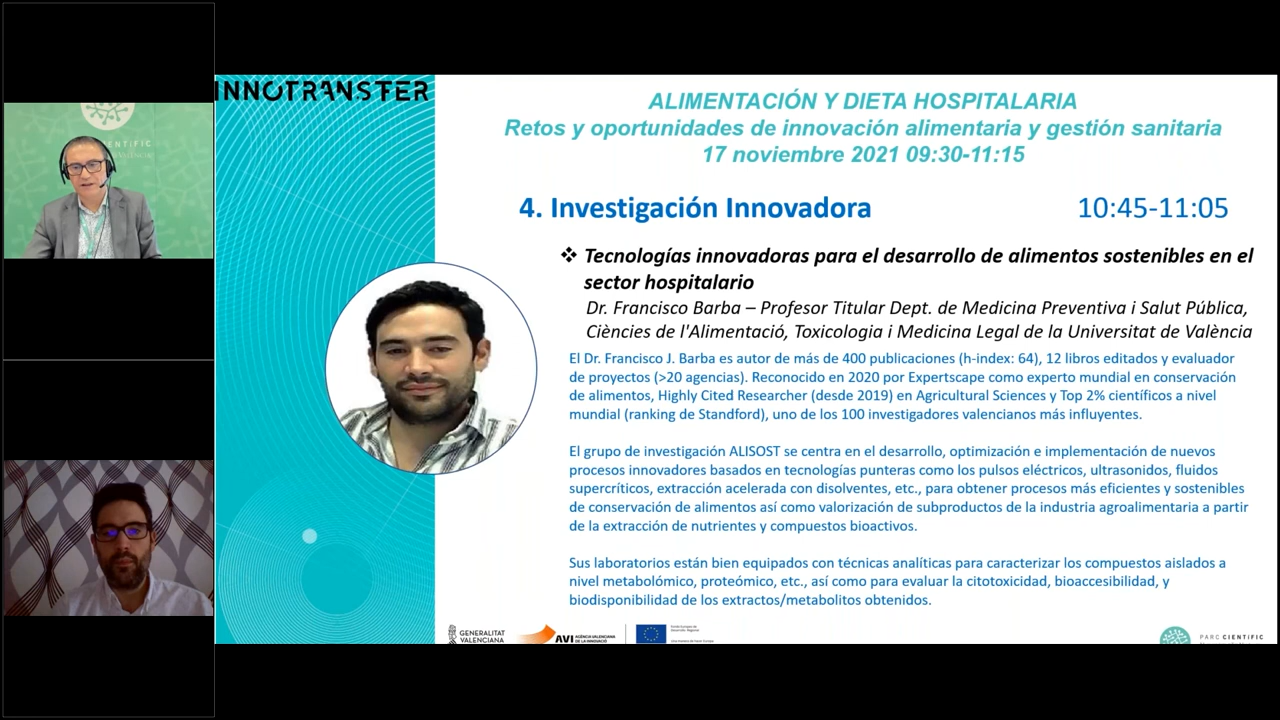 INNOTRANSFER
ALIMENTACIÓN Y DIETA HOSPITALARIA
Retos y oportunidades de innovación alimentaria y gestión sanitaria
17 noviembre 2021 09:30-11:15
4. Investigación Innovadora 10:45-11:05
❖ Tecnologías innovadoras para el desarrollo de alimentos sostenibles en el
sector hospitalario
Dr. Francisco Barba – Profesor Titular Dept. de Medicina Preventiva i Salut Pública,
Ciències de l'Alimentació, Toxicologia i Medicina Legal de la Universitat de València
El Dr. Francisco J. Barba es autor de más de 400 publicaciones (h-index: 64), 12 libros editados y evaluador
de proyectos (>20 agencias). Reconocido en 2020 por Expertscape como experto mundial en conservación
de alimentos, Highly Cited Researcher (desde 2019) en Agricultural Sciences y Top 2% científicos a nivel
mundial (ranking de Standford), uno de los 100 investigadores valencianos más influyentes.
El grupo de investigación ALISOST se centra en el desarrollo, optimización e implementación de nuevos
procesos innovadores basados en tecnologías punteras como los pulsos eléctricos, ultrasonidos, fluidos
supercríticos, extracción acelerada con disolventes, etc., para obtener procesos más eficientes y sostenibles
de conservación de alimentos así como valorización de subproductos de la industria agroalimentaria a partir
de la extracción de nutrientes y compuestos bioactivos.
Sus laboratorios están bien equipados con técnicas analíticas para caracterizar los compuestos aislados a
nivel metabolómico, proteómico, etc., así como para evaluar la citotoxicidad, bioaccesibilidad, y
biodisponibilidad de los extractos/metabolitos obtenidos.
GENERALITAT
VALENCIANA
AVI AGÈNCIA VALENCIANA
DE LA INNOVACIÓ
PARC CIENTÍFIC